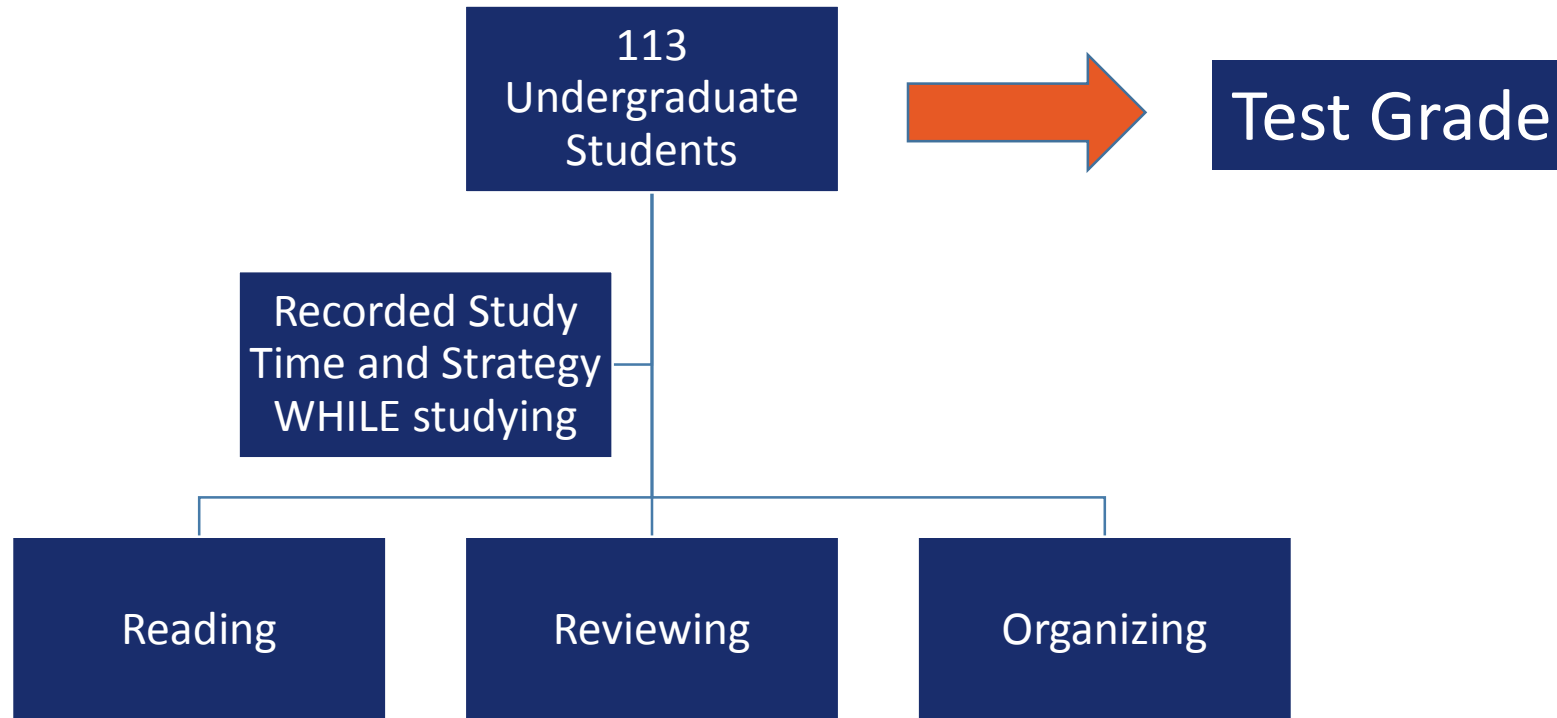 113
Undergraduate
Students
Test Grade
Recorded Study
Time and Strategy
WHILE studying
Reading
Reviewing
Organizing